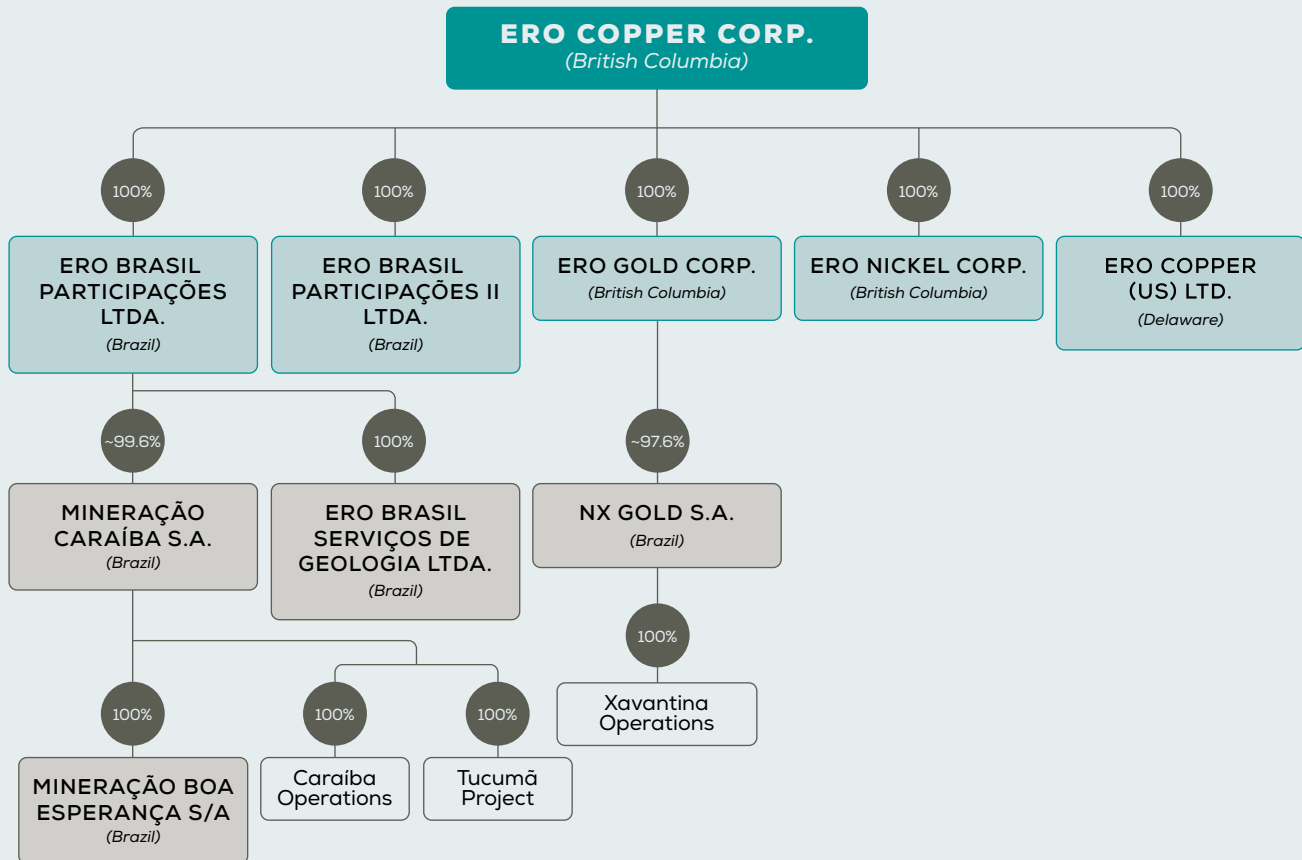 ERO COPPER CORP.
(British Columbia)
100%
100%
100%
100%
100%
ERO BRASIL
PARTICIPAÇÕES
LTDA.
(Brazil)
ERO BRASIL
PARTICIPAÇÕES II
LTDA.
(Brazil)
ERO GOLD CORP.
(British Columbia)
ERO NICKEL CORP.
(British Columbia)
ERO COPPER
(US) LTD.
(Delaware)
~99.6%
100%
~97.6%
MINERAÇÃO
CARAÍBA S.A.
(Brazil)
ERO BRASIL
SERVIÇOS DE
GEOLOGIA LTDA.
(Brazil)
NX GOLD S.A.
(Brazil)
100%
Xavantina
Operations
100%
100%
100%
MINERAÇÃO BOA
ESPERANÇA S/A
(Brazil)
Caraíba
Operations
Tucumã
Project